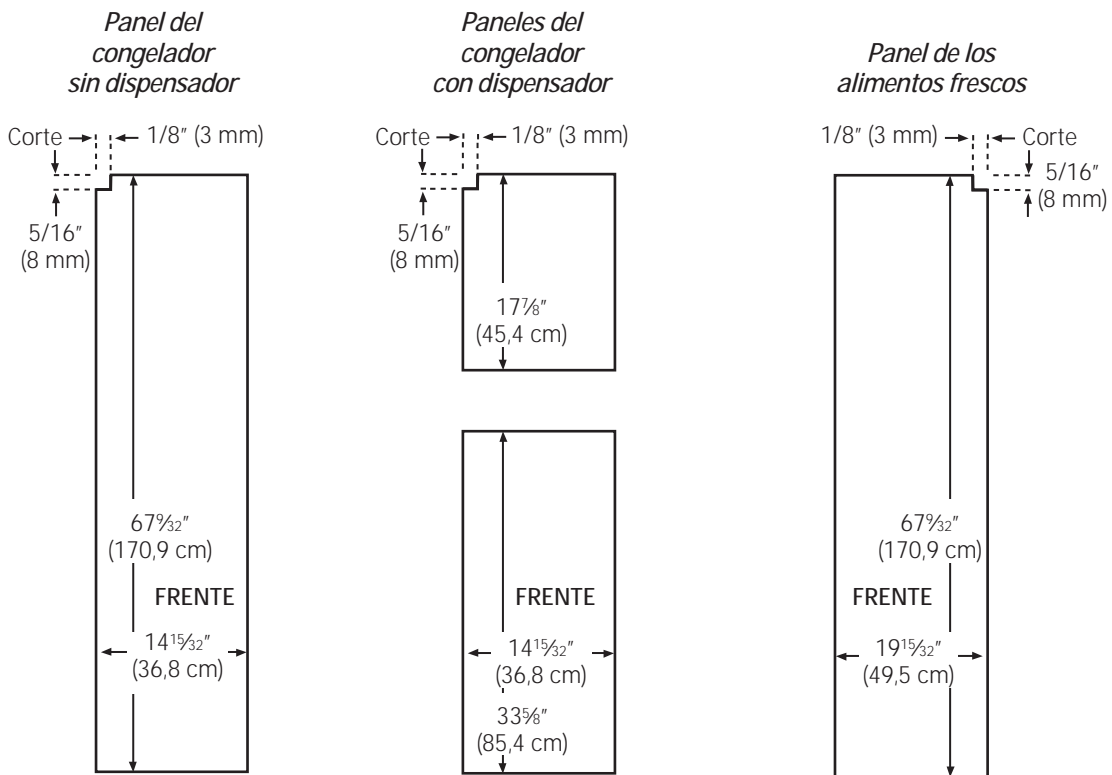 Panel del
congelador
sin dispensador
Corte
1/8" (3 mm)
5/16"
(8 mm)
67⁹⁄₃₂"
(170,9 cm)
FRENTE
14¹⁵⁄₃₂"
(36,8 cm)
Paneles del
congelador
con dispensador
Corte
1/8" (3 mm)
5/16"
(8 mm)
17⅞"
(45,4 cm)
FRENTE
14¹⁵⁄₃₂"
(36,8 cm)
33⅝"
(85,4 cm)
Panel de los
alimentos frescos
1/8" (3 mm)
Corte
5/16"
(8 mm)
67⁹⁄₃₂"
(170,9 cm)
FRENTE
19¹⁵⁄₃₂"
(49,5 cm)